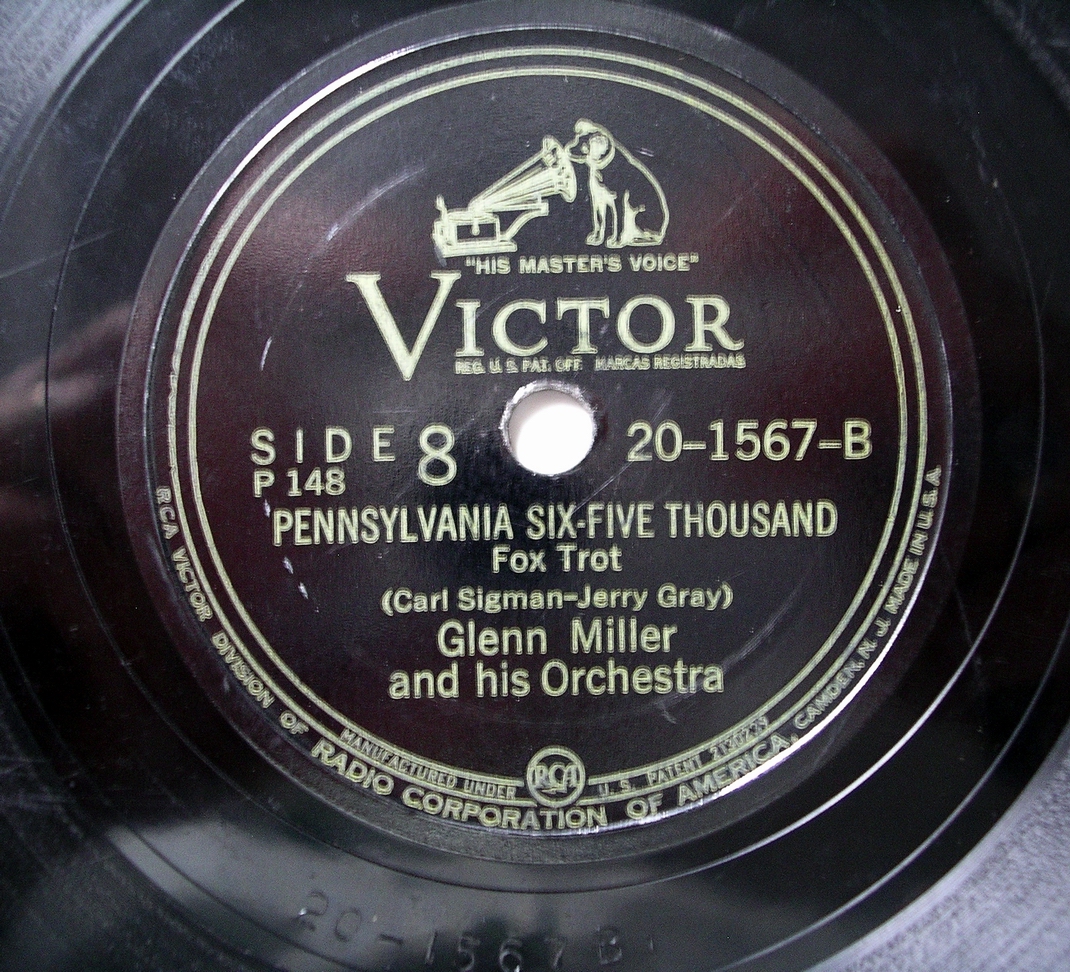 "HIS MASTER'S VOICE"
VICTOR
REG. U. S. PAT. OFF. MARCAS REGISTRADAS
SIDE 8
20-1567-B
P 148
PENNSYLVANIA SIX-FIVE THOUSAND
Fox Trot
(Carl Sigman-Jerry Gray)
Glenn Miller
and his Orchestra
MANUFACTURED UNDER RCA U. S. PATENT
RCA VICTOR DIVISION OF RADIO CORPORATION OF AMERICA, CAMDEN, N. J. MADE IN U.S.A.
20-1567B